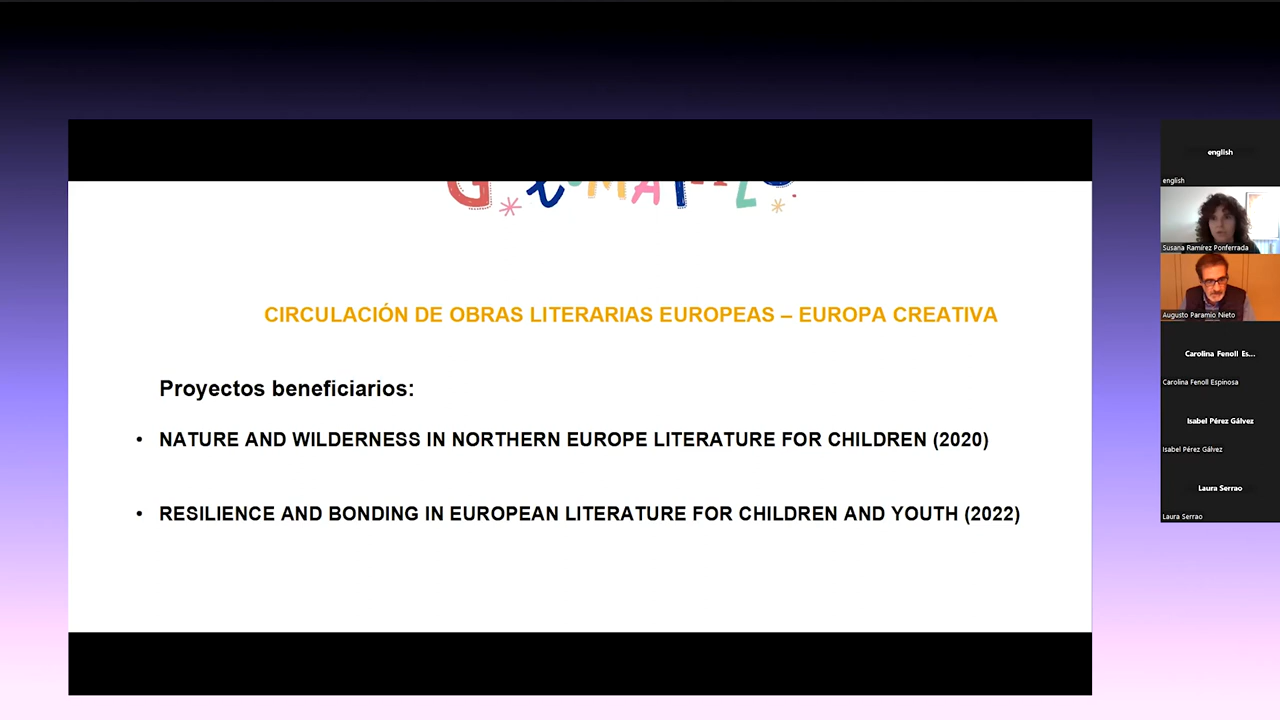 CIRCULACIÓN DE OBRAS LITERARIAS EUROPEAS – EUROPA CREATIVA
Proyectos beneficiarios:
• NATURE AND WILDERNESS IN NORTHERN EUROPE LITERATURE FOR CHILDREN (2020)
• RESILIENCE AND BONDING IN EUROPEAN LITERATURE FOR CHILDREN AND YOUTH (2022)
english
english
Susana Ramírez Ponferrada
Augusto Paramio Nieto
Carolina Fenoll Es...
Carolina Fenoll Espinosa
Isabel Pérez Gálvez
Isabel Pérez Gálvez
Laura Serrao
Laura Serrao